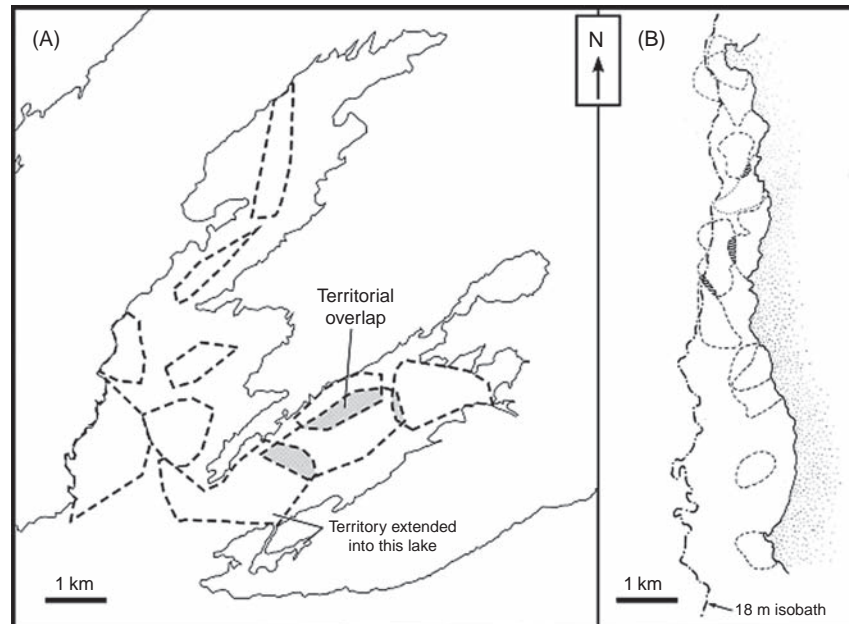 (A)
N
(B)
Territorial
overlap
Territory extended
into this lake
1 km
1 km
18 m isobath